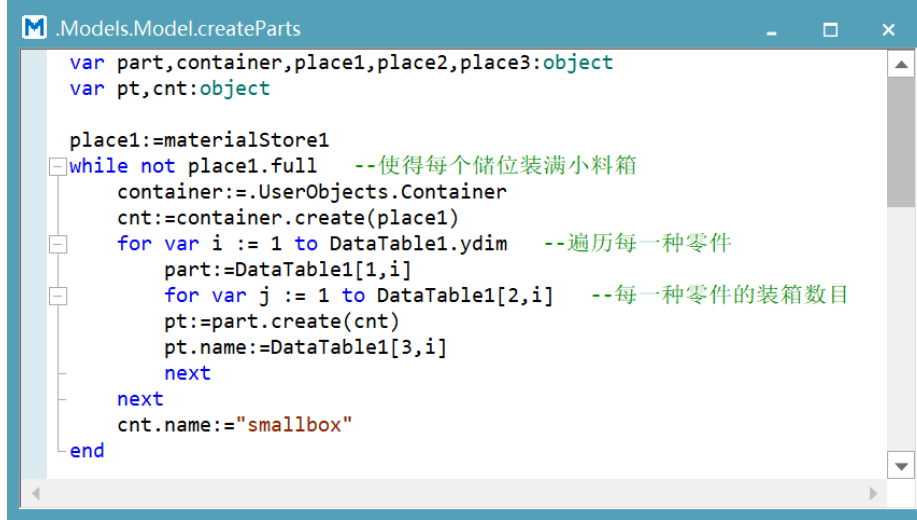 M .Models.Model.createParts
var part,container,place1,place2,place3:object
var pt,cnt:object
place1:=materialStore1
while not place1.full   --使得每个储位装满小料箱
    container:=.UserObjects.Container
    cnt:=container.create(place1)
    for var i := 1 to DataTable1.ydim   --遍历每一种零件
        part:=DataTable1[1,i]
        for var j := 1 to DataTable1[2,i]   --每一种零件的装箱数目
        pt:=part.create(cnt)
        pt.name:=DataTable1[3,i]
        next
    next
    cnt.name:="smallbox"
end